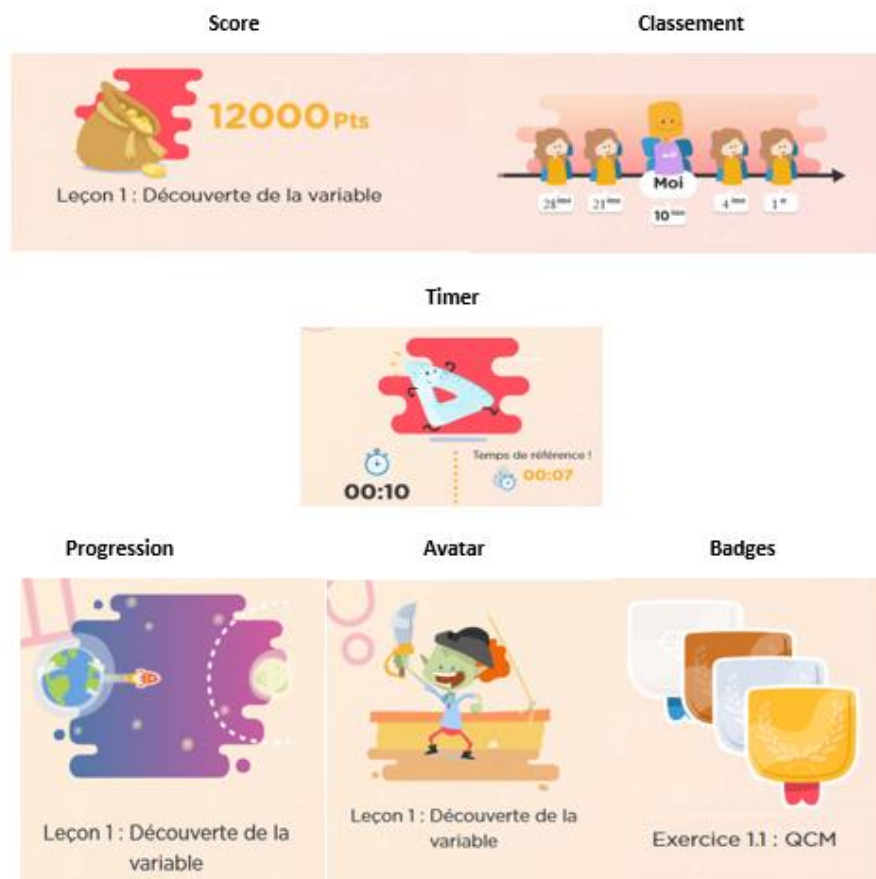 Score
Classement
12000 Pts
Leçon 1 : Découverte de la variable
Moi
28ème
21ème
10ème
4ème
1er
Timer
Temps de référence !
00:10
00:07
Progression
Avatar
Badges
Leçon 1 : Découverte de la
variable
Leçon 1 : Découverte de la
variable
Exercice 1.1 : QCM